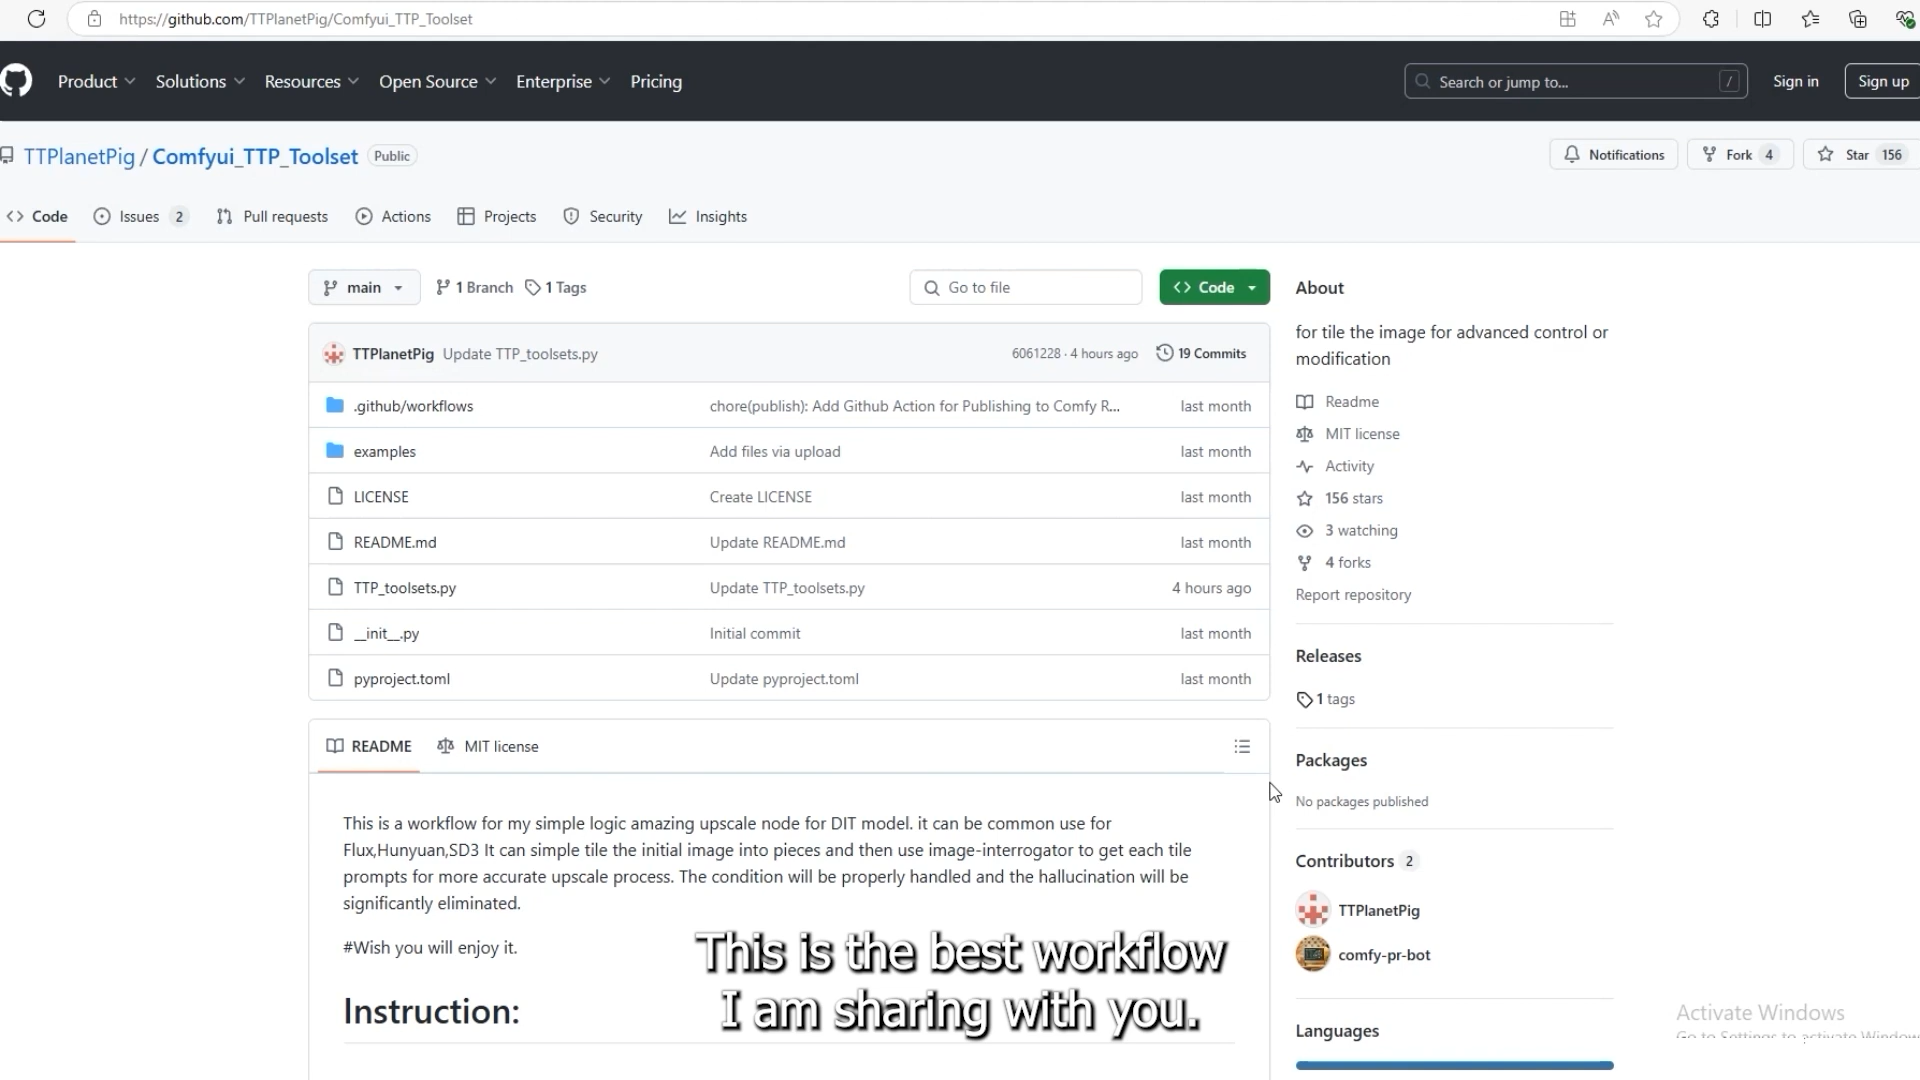 https://github.com/TTPlanetPig/Comfyui_TTP_Toolset
Product Solutions Resources Open Source Enterprise Pricing
Search or jump to... /
Sign in
Sign up
TTPlanetPig / Comfyui_TTP_Toolset Public
Notifications
Fork 4
Star 156
Code
Issues 2
Pull requests
Actions
Projects
Security
Insights
main
1 Branch
1 Tags
Go to file
Code
TTPlanetPig Update TTP_toolsets.py 6061228 · 4 hours ago 19 Commits
.github/workflows chore(publish): Add Github Action for Publishing to Comfy R... last month
examples Add files via upload last month
LICENSE Create LICENSE last month
README.md Update README.md last month
TTP_toolsets.py Update TTP_toolsets.py 4 hours ago
__init__.py Initial commit last month
pyproject.toml Update pyproject.toml last month
README MIT license
This is a workflow for my simple logic amazing upscale node for DIT model. it can be common use for
Flux,Hunyuan,SD3 It can simple tile the initial image into pieces and then use image-interrogator to get each tile
prompts for more accurate upscale process. The condition will be properly handled and the hallucination will be
significantly eliminated.
#Wish you will enjoy it.
Instruction:
About
for tile the image for advanced control or
modification
Readme
MIT license
Activity
156 stars
3 watching
4 forks
Report repository
Releases
1 tags
Packages
No packages published
Contributors 2
TTPlanetPig
comfy-pr-bot
Languages
This is the best workflow
I am sharing with you.
Activate Windows
Go to Settings to activate Windows